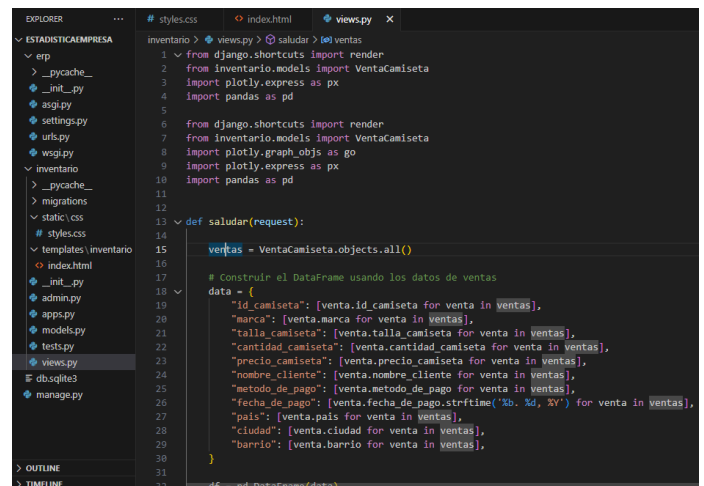 EXPLORER ···
ESTADISTICAEMPRESA
erp
__pycache__
__init__.py
asgi.py
settings.py
urls.py
wsgi.py
inventario
__pycache__
migrations
static\css
# styles.css
templates\inventario
<> index.html
__init__.py
admin.py
apps.py
models.py
tests.py
views.py
db.sqlite3
manage.py
OUTLINE
TIMELINE
# styles.css <> index.html views.py ×
inventario > views.py > saludar > ventas
1 from django.shortcuts import render
2 from inventario.models import VentaCamiseta
3 import plotly.express as px
4 import pandas as pd
5
6 from django.shortcuts import render
7 from inventario.models import VentaCamiseta
8 import plotly.graph_objs as go
9 import plotly.express as px
10 import pandas as pd
11
12
13 def saludar(request):
14
15 ventas = VentaCamiseta.objects.all()
16
17 # Construir el DataFrame usando los datos de ventas
18 data = {
19 "id_camiseta": [venta.id_camiseta for venta in ventas],
20 "marca": [venta.marca for venta in ventas],
21 "talla_camiseta": [venta.talla_camiseta for venta in ventas],
22 "cantidad_camiseta": [venta.cantidad_camiseta for venta in ventas],
23 "precio_camiseta": [venta.precio_camiseta for venta in ventas],
24 "nombre_cliente": [venta.nombre_cliente for venta in ventas],
25 "metodo_de_pago": [venta.metodo_de_pago for venta in ventas],
26 "fecha_de_pago": [venta.fecha_de_pago.strftime('%b. %d, %Y') for venta in ventas],
27 "pais": [venta.pais for venta in ventas],
28 "ciudad": [venta.ciudad for venta in ventas],
29 "barrio": [venta.barrio for venta in ventas],
30 }
31
32 df = pd.DataFrame(data)